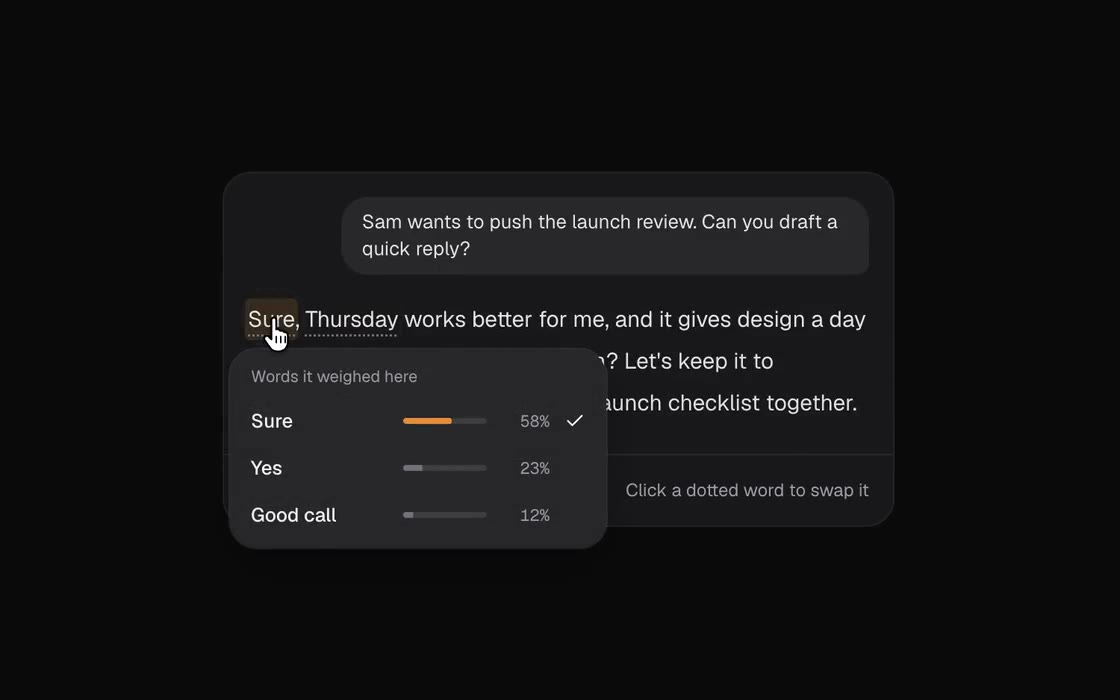 Sam wants to push the launch review. Can you draft a
quick reply?
Sure, Thursday works better for me, and it gives design a day
? Let's keep it to
launch checklist together.
Words it weighed here
Sure 58%
Yes 23%
Good call 12%
Click a dotted word to swap it